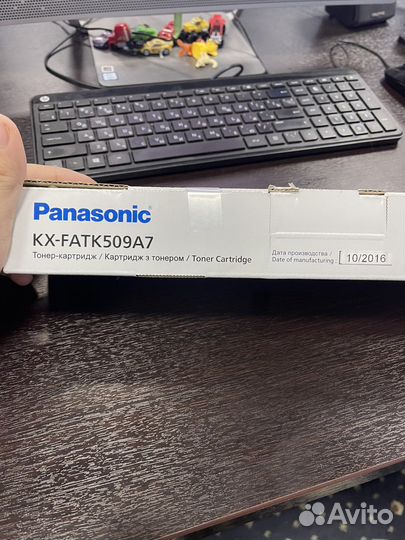 Panasonic
KX-FATK509A7
Тонер-картридж / Картридж з тонером / Toner Cartridge
Дата производства /
Date of manufacturing : 10/2016
Avito